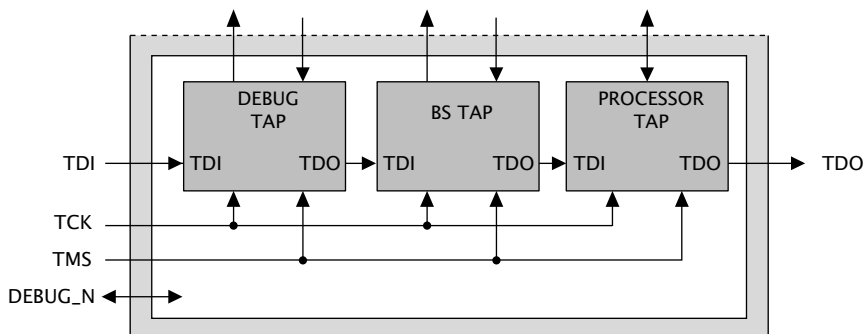 DEBUG
TAP
BS TAP
PROCESSOR
TAP
TDI
TDI
TDO
TDI
TDO
TDI
TDO
TDO
TCK
TMS
DEBUG_N